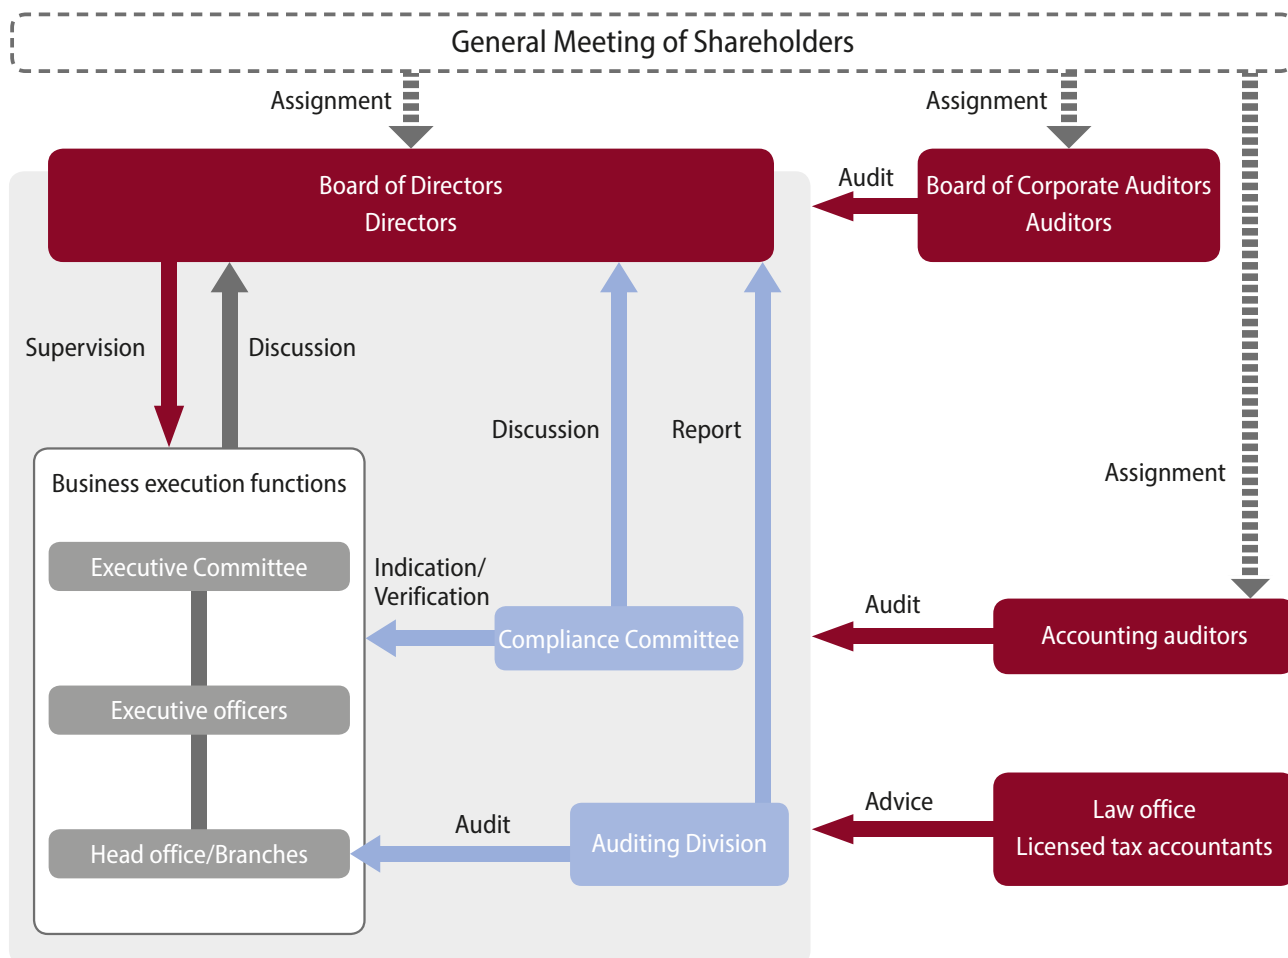 General Meeting of Shareholders
Assignment
Assignment
Board of Directors
Directors
Audit
Board of Corporate Auditors
Auditors
Supervision
Discussion
Discussion
Report
Assignment
Business execution functions
Executive Committee
Indication/
Verification
Compliance Committee
Audit
Accounting auditors
Executive officers
Head office/Branches
Audit
Auditing Division
Advice
Law office
Licensed tax accountants